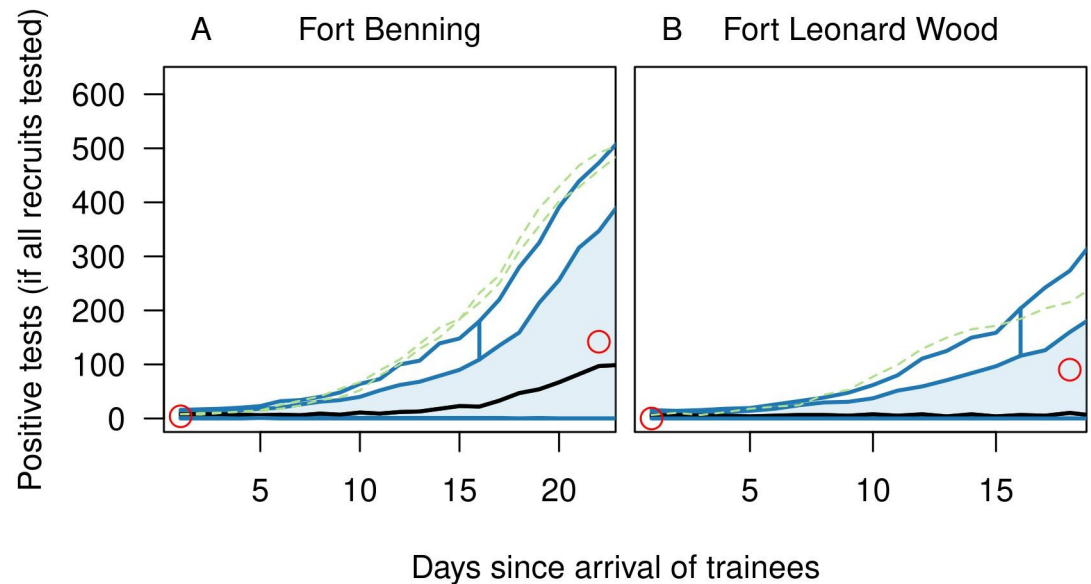 A Fort Benning
B Fort Leonard Wood
Positive tests (if all recruits tested)
600
500
400
300
200
100
0
5 10 15 20
5 10 15
Days since arrival of trainees